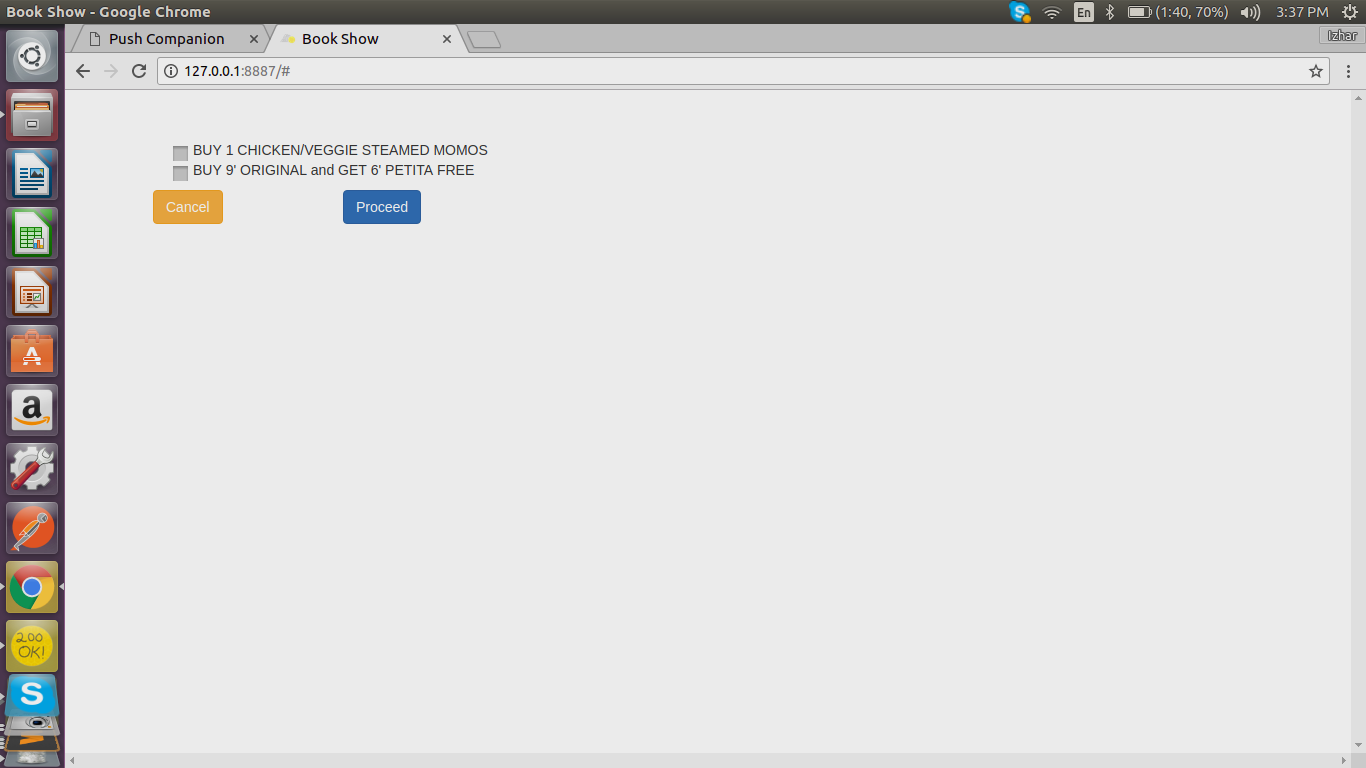 Book Show - Google Chrome
En
(1:40, 70%)
3:37 PM
Push Companion
Book Show
Izhar
127.0.0.1:8887/#
BUY 1 CHICKEN/VEGGIE STEAMED MOMOS
BUY 9' ORIGINAL and GET 6' PETITA FREE
Cancel
Proceed
A
a
200
OK!
S